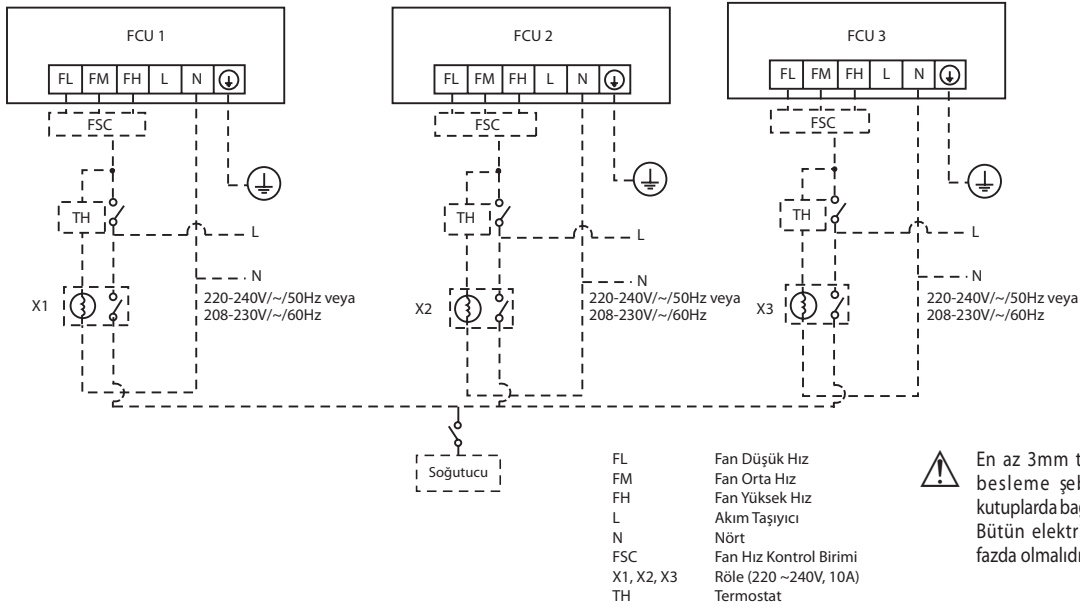 FCU 1
FL FM FH L N
FSC
TH
L
N
X1
220-240V/~/50Hz veya
208-230V/~/60Hz
FCU 2
FL FM FH L N
FSC
TH
L
N
X2
220-240V/~/50Hz veya
208-230V/~/60Hz
FCU 3
FL FM FH L N
FSC
TH
L
N
X3
220-240V/~/50Hz veya
208-230V/~/60Hz
Soğutucu
FL Fan Düşük Hız
FM Fan Orta Hız
FH Fan Yüksek Hız
L Akım Taşıyıcı
N Nört
FSC Fan Hız Kontrol Birimi
X1, X2, X3 Röle (220 ~240V, 10A)
TH Termostat
En az 3mm
besleme
kutuplarda
Bütün
fazda